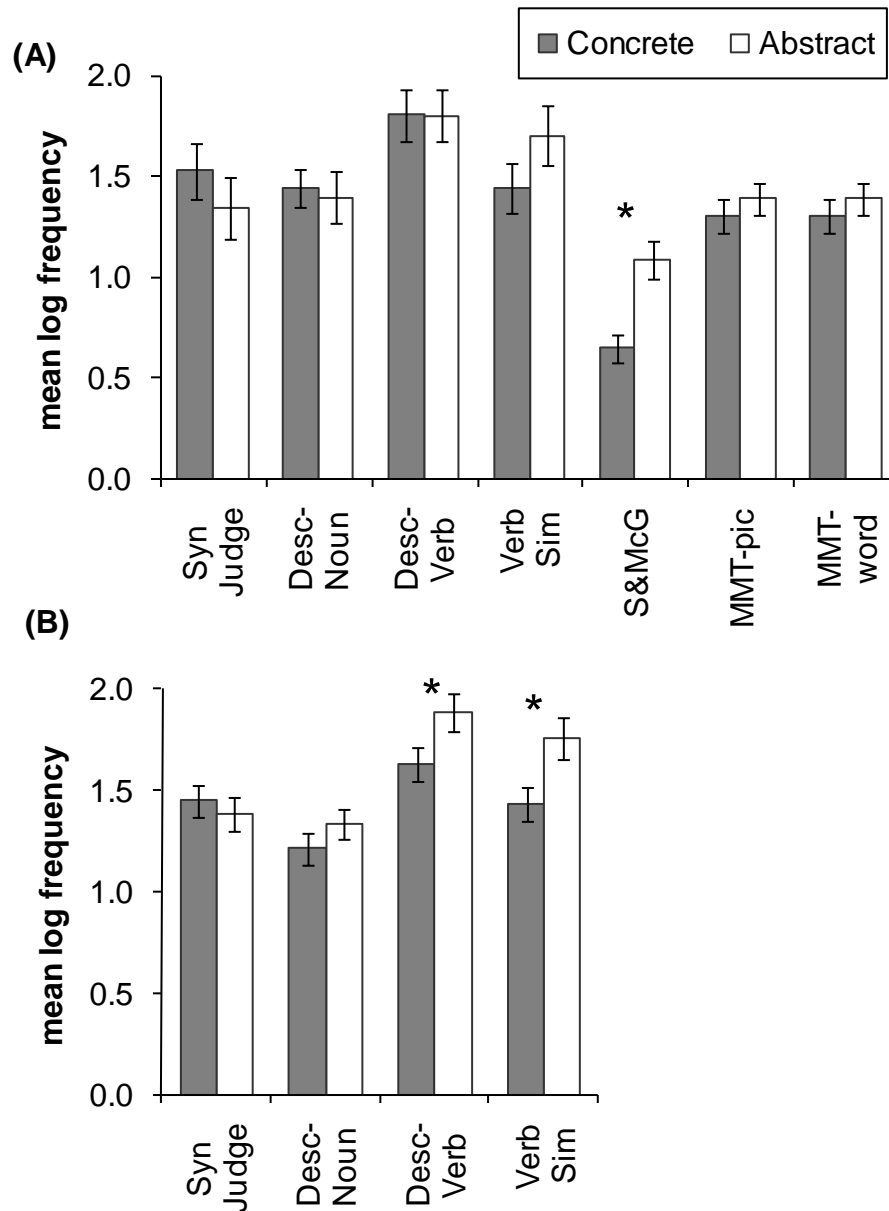 Concrete Abstract
(A)
mean log frequency
2.0
1.5
1.0
0.5
0.0
*
Syn
Judge
Desc-
Noun
Desc-
Verb
Verb
Sim
S&McG
MMT-pic
MMT-
word
(B)
mean log frequency
2.0
1.5
1.0
0.5
0.0
*
*
Syn
Judge
Desc-
Noun
Desc-
Verb
Verb
Sim